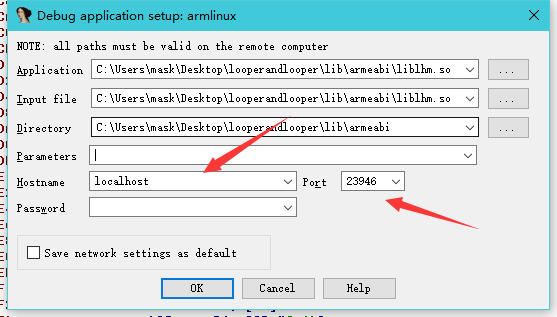 Debug application setup: armlinux
NOTE: all paths must be valid on the remote computer
Application C:\Users\mask\Desktop\looperandlooper\lib\armeabi\liblhm.so ...
Input file C:\Users\mask\Desktop\looperandlooper\lib\armeabi\liblhm.so ...
Directory C:\Users\mask\Desktop\looperandlooper\lib\armeabi ...
Parameters
Hostname localhost Port 23946
Password
Save network settings as default
OK Cancel Help